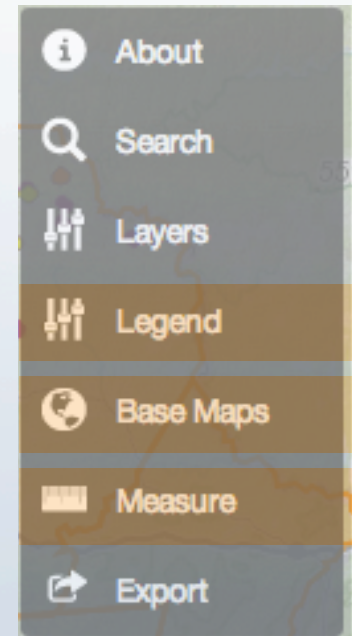 About
Search
Layers
Legend
Base Maps
Measure
Export